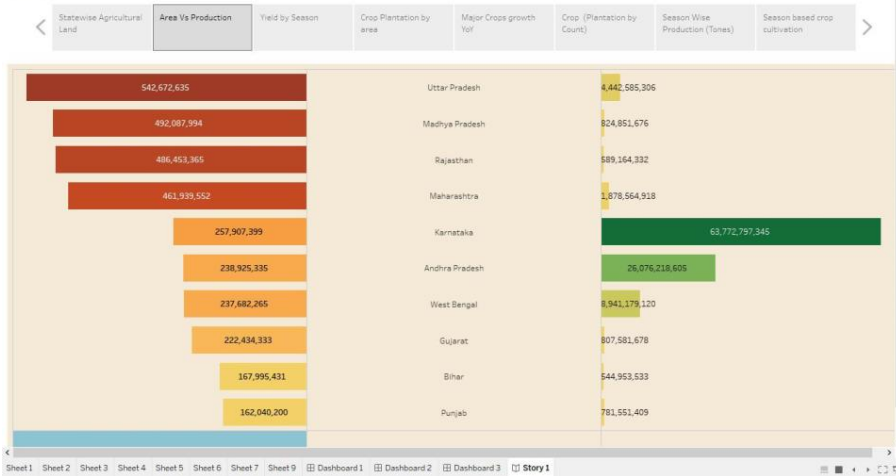 Statewise Agricultural
Land
Area Vs Production
Yield by Season
Crop Plantation by
area
Major Crops growth
YoY
Crop (Plantation by
Count)
Season Wise
Production (Tones)
Season based crop
cultivation
542,672,635 Uttar Pradesh 4,442,585,306
492,087,994 Madhya Pradesh 824,851,676
486,453,365 Rajasthan 589,164,332
461,939,552 Maharashtra 1,878,564,918
257,907,399 Karnataka 63,772,797,345
238,925,335 Andhra Pradesh 26,076,218,605
237,682,265 West Bengal 8,941,179,120
222,434,333 Gujarat 807,581,678
167,995,431 Bihar 544,953,533
162,040,200 Punjab 781,551,409
Sheet 1 Sheet 2 Sheet 3 Sheet 4 Sheet 5 Sheet 6 Sheet 7 Sheet 9 Dashboard 1 Dashboard 2 Dashboard 3 Story 1